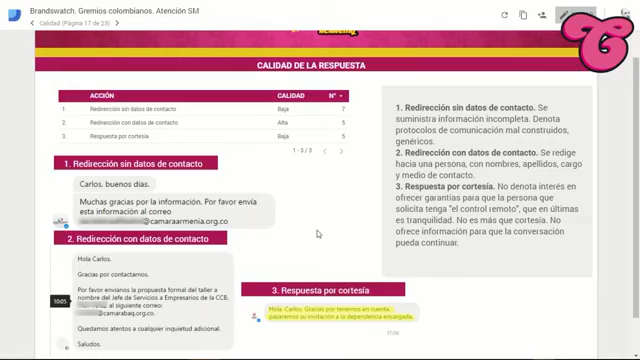 Brandswatch. Gremios colombianos. Atención SM
Calidad (Página 17 de 23)
CALIDAD DE LA RESPUESTA
ACCIÓN CALIDAD Nº
1. Redirección sin datos de contacto Baja 7
2. Redirección con datos de contacto Alta 5
3. Respuesta por cortesía Baja 5
1 - 3 / 3
1. Redirección sin datos de contacto
Carlos, buenos días.
Muchas gracias por la información. Por favor envía
esta información al correo
@camaraarmenia.org.co
2. Redirección con datos de contacto
Hola Carlos.
Gracias por contactarnos.
Por favor envíanos la propuesta formal del taller a
nombre del Jefe de Servicios a Empresarios de la CCB,
al siguiente correo:
@camarabaq.org.co.
10:05
Quedamos atentos a cualquier inquietud adicional.
Saludos.
3. Respuesta por cortesía
Hola, Carlos. Gracias por tenernos en cuenta,
pasaremos su invitación a la dependencia encargada.
17:08
1. Redirección sin datos de contacto. Se
suministra información incompleta. Denota
protocolos de comunicación mal construidos,
genéricos.
2. Redirección con datos de contacto. Se redige
hacia una persona, con nombres, apellidos, cargo
y medio de contacto.
3. Respuesta por cortesía. No denota interés en
ofrecer garantías para que la persona que
solicita tenga "el control remoto", que en últimas
es tranquilidad. No es más que cortesía. No
ofrece información para que la conversación
pueda continuar.